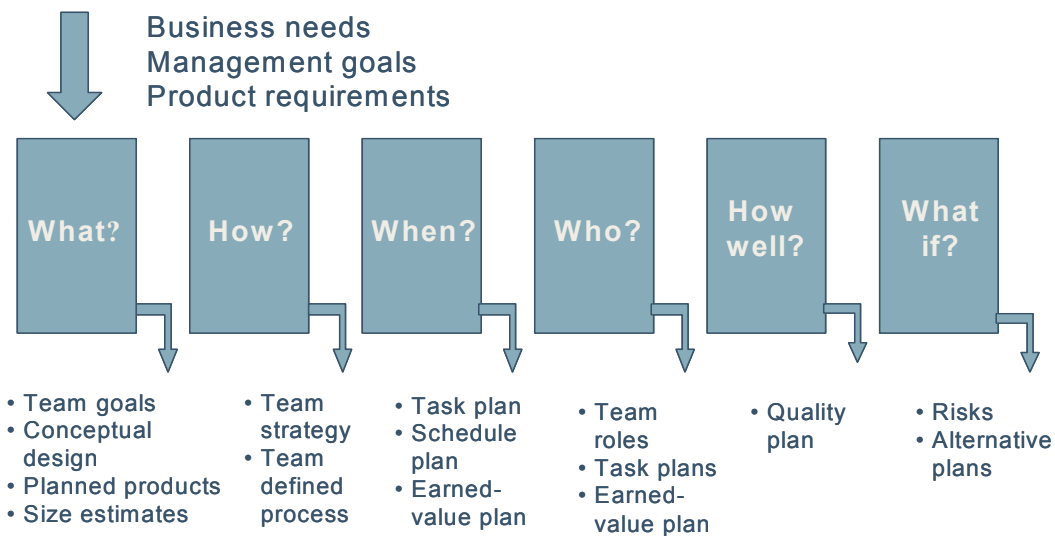 Business needs
Management goals
Product requirements
What?
How?
When?
Who?
How
well?
What
if?
• Team goals
• Conceptual
design
• Planned products
• Size estimates
• Team
strategy
• Team
defined
process
• Task plan
• Schedule
plan
• Earned-
value plan
• Team
roles
• Task plans
• Earned-
value plan
• Quality
plan
• Risks
• Alternative
plans